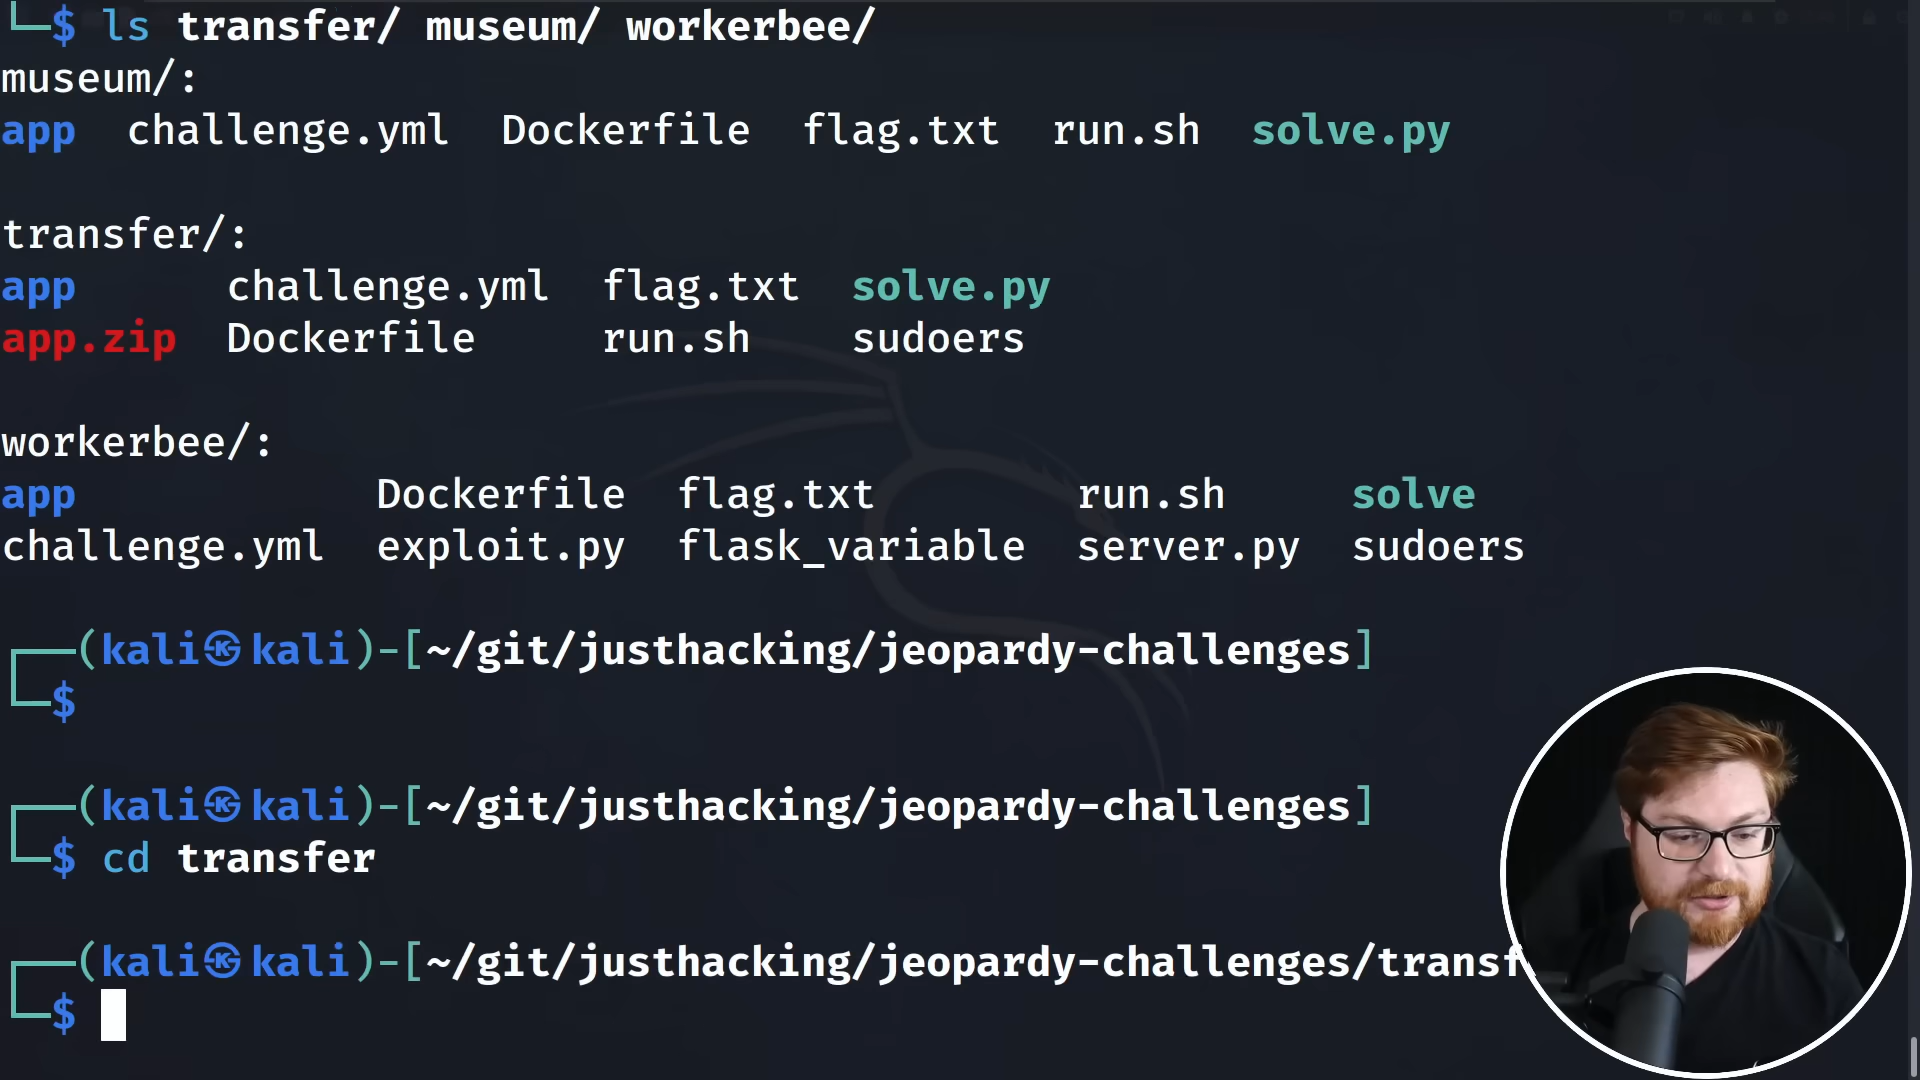 └─$ ls transfer/ museum/ workerbee/
museum/:
app  challenge.yml  Dockerfile  flag.txt  run.sh  solve.py
transfer/:
app      challenge.yml  flag.txt  solve.py
app.zip  Dockerfile     run.sh    sudoers
workerbee/:
app            Dockerfile  flag.txt        run.sh     solve
challenge.yml  exploit.py  flask_variable  server.py  sudoers
┌──(kali㉿kali)-[~/git/justhacking/jeopardy-challenges]
└─$
┌──(kali㉿kali)-[~/git/justhacking/jeopardy-challenges]
└─$ cd transfer
┌──(kali㉿kali)-[~/git/justhacking/jeopardy-challenges/transf
└─$